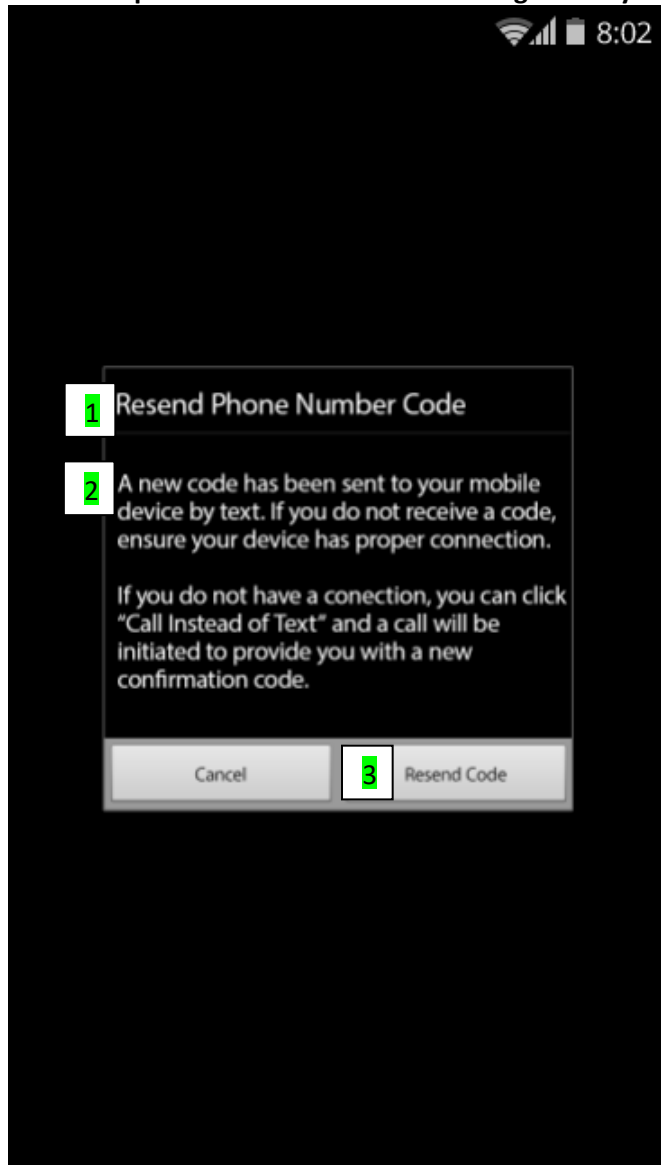 8:02
1 Resend Phone Number Code
2 A new code has been sent to your mobile
device by text. If you do not receive a code,
ensure your device has proper connection.
If you do not have a conection, you can click
“Call Instead of Text” and a call will be
initiated to provide you with a new
confirmation code.
Cancel 3 Resend Code